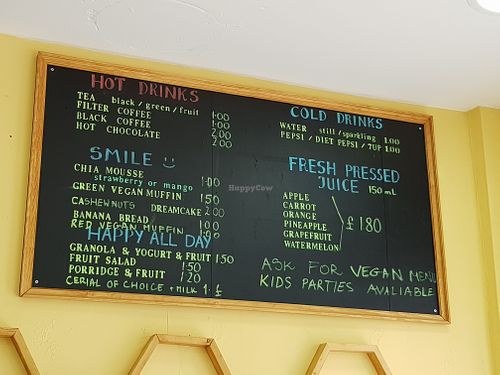 HOT DRINKS
TEA black / green / fruit 1.00
FILTER COFFEE 1.00
BLACK COFFEE 2.00
HOT CHOCOLATE 2.00
SMILE
CHIA MOUSSE
strawberry or mango 1.00
GREEN VEGAN MUFFIN 1.50
CASHEWNUTS DREAMCAKE 2.00
BANANA BREAD 1.00
RED VEGAN MUFFIN 1.00
HAPPY ALL DAY
GRANOLA & YOGURT & FRUIT 1.50
FRUIT SALAD 1.50
PORRIDGE & FRUIT 1.20
CERIAL OF CHOICE + MILK 1.£
COLD DRINKS
WATER still/sparkling 1.00
PEPSI / DIET PEPSI / 7UP 1.00
FRESH PRESSED
JUICE 150 mL
APPLE
CARROT
ORANGE
PINEAPPLE £ 1.80
GRAPEFRUIT
WATERMELON
ASK FOR VEGAN MENU
KIDS PARTIES AVALIABLE
HappyCow